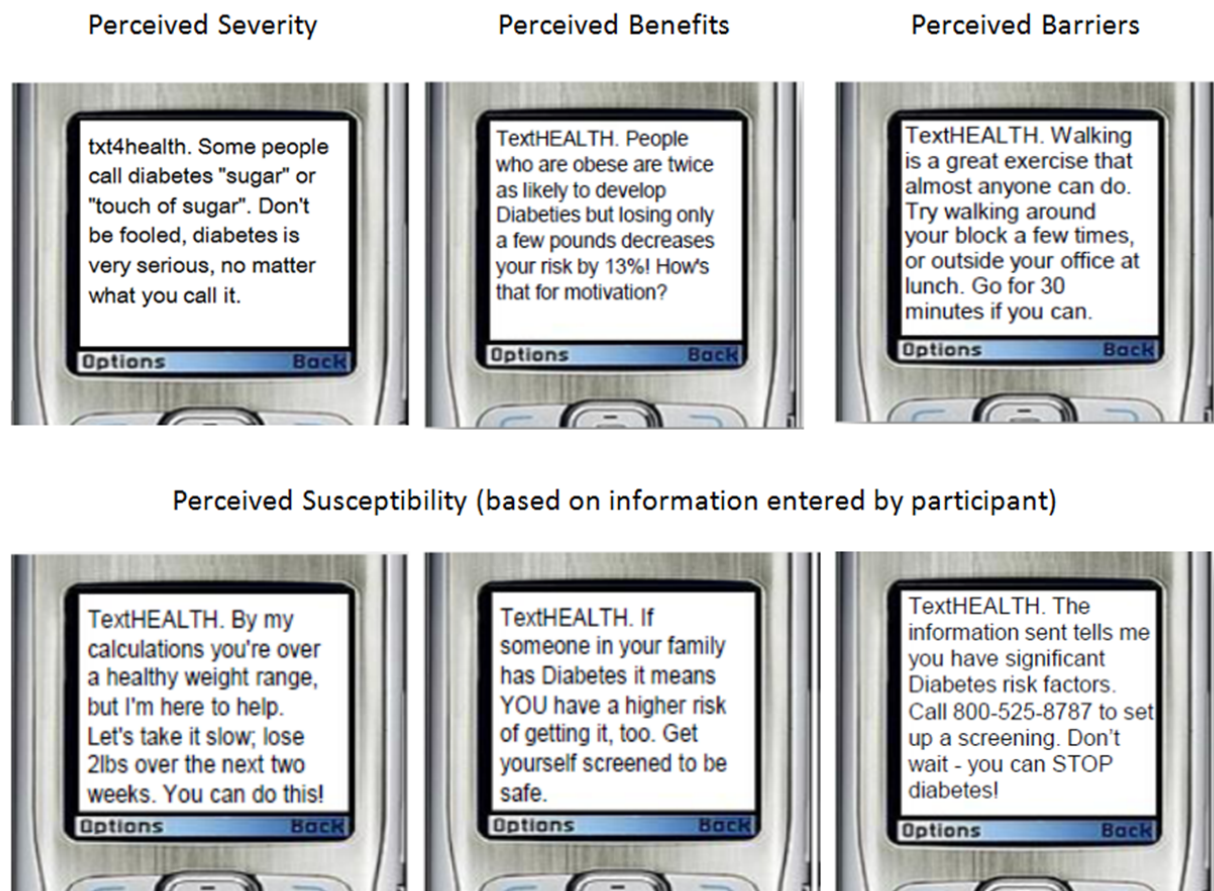 Perceived Severity
Perceived Benefits
Perceived Barriers
txt4health. Some people
call diabetes "sugar" or
"touch of sugar". Don't
be fooled, diabetes is
very serious, no matter
what you call it.
Options Back
TextHEALTH. People
who are obese are twice
as likely to develop
Diabeties but losing only
a few pounds decreases
your risk by 13%! How's
that for motivation?
Options Back
TextHEALTH. Walking
is a great exercise that
almost anyone can do.
Try walking around
your block a few times,
or outside your office at
lunch. Go for 30
minutes if you can.
Options Back
Perceived Susceptibility (based on information entered by participant)
TextHEALTH. By my
calculations you're over
a healthy weight range,
but I'm here to help.
Let's take it slow; lose
2lbs over the next two
weeks. You can do this!
Options Back
TextHEALTH. If
someone in your family
has Diabetes it means
YOU have a higher risk
of getting it, too. Get
yourself screened to be
safe.
Options Back
TextHEALTH. The
information sent tells me
you have significant
Diabetes risk factors.
Call 800-525-8787 to set
up a screening. Don't
wait - you can STOP
diabetes!
Options Back